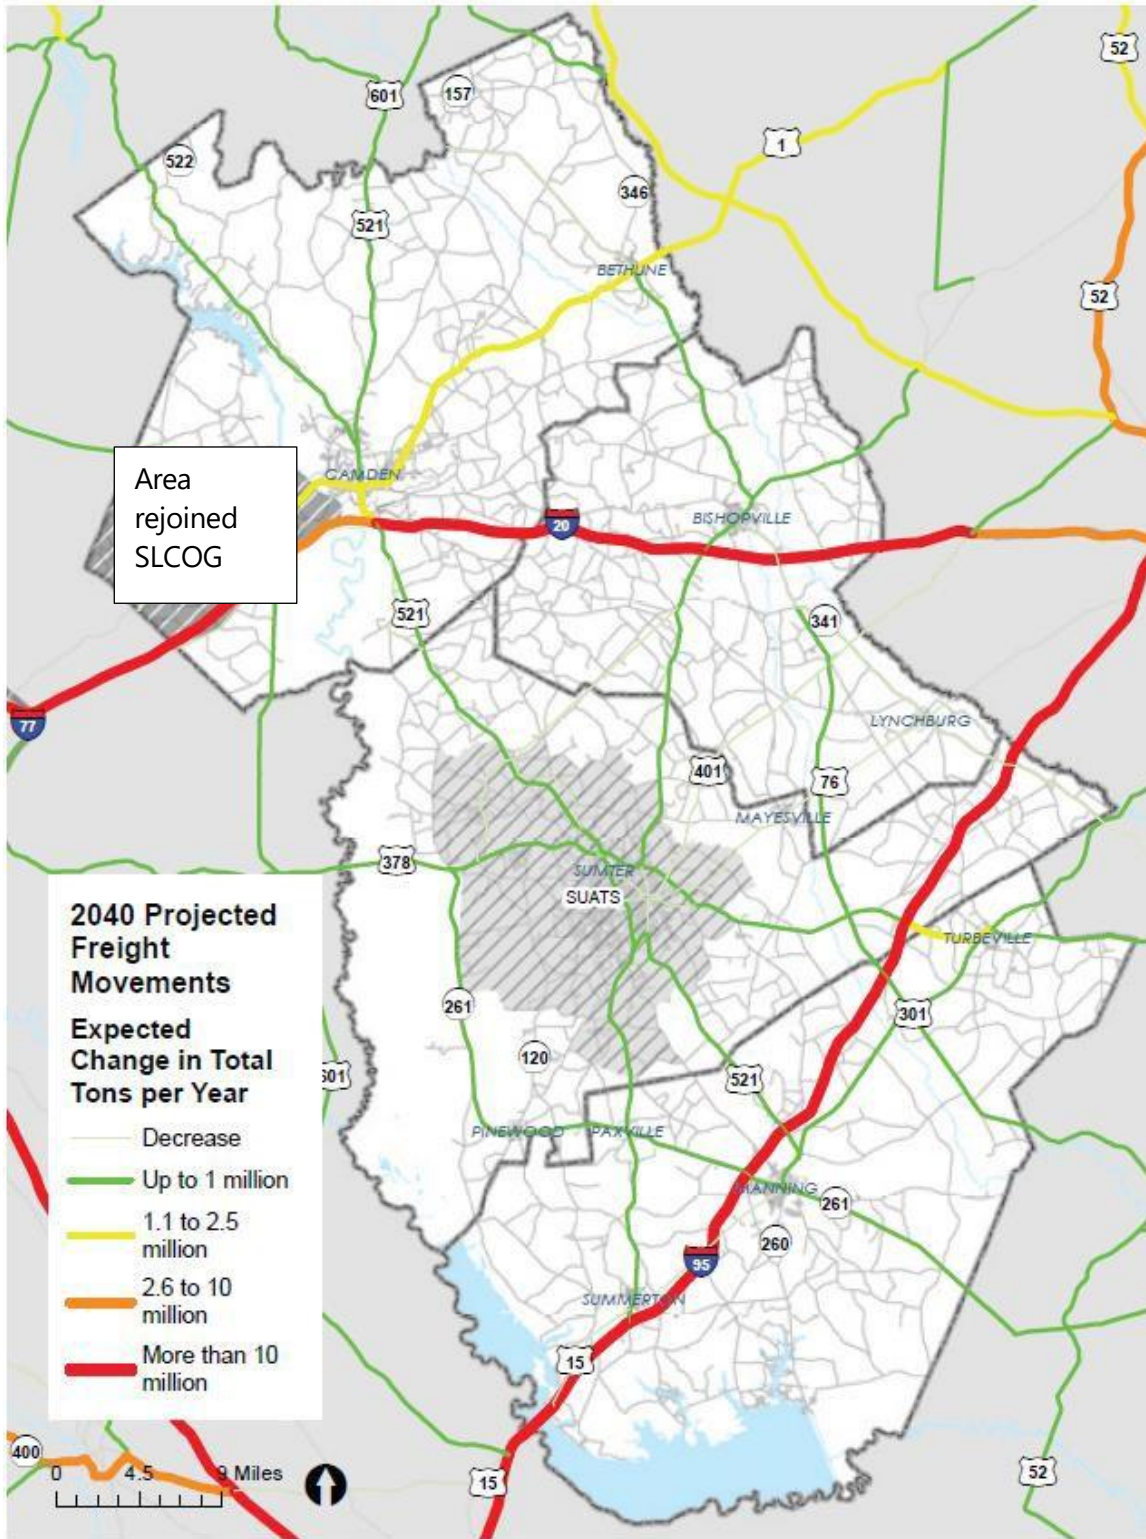 52
601
157
1
522
346
521
BETHUNE
52
Area
rejoined
SLCOG
CAMDEN
20
BISHOPVILLE
521
341
77
LYNCHBURG
401
76
MAYESVILLE
378
SUMTER
SUATS
TURBEVILLE
261
301
120
601
521
PINEWOOD
PAXVILLE
MANNING
261
260
95
SUMMERTON
15
15
52
400
2040 Projected
Freight
Movements
Expected
Change in Total
Tons per Year
Decrease
Up to 1 million
1.1 to 2.5
million
2.6 to 10
million
More than 10
million
0 4.5 9 Miles